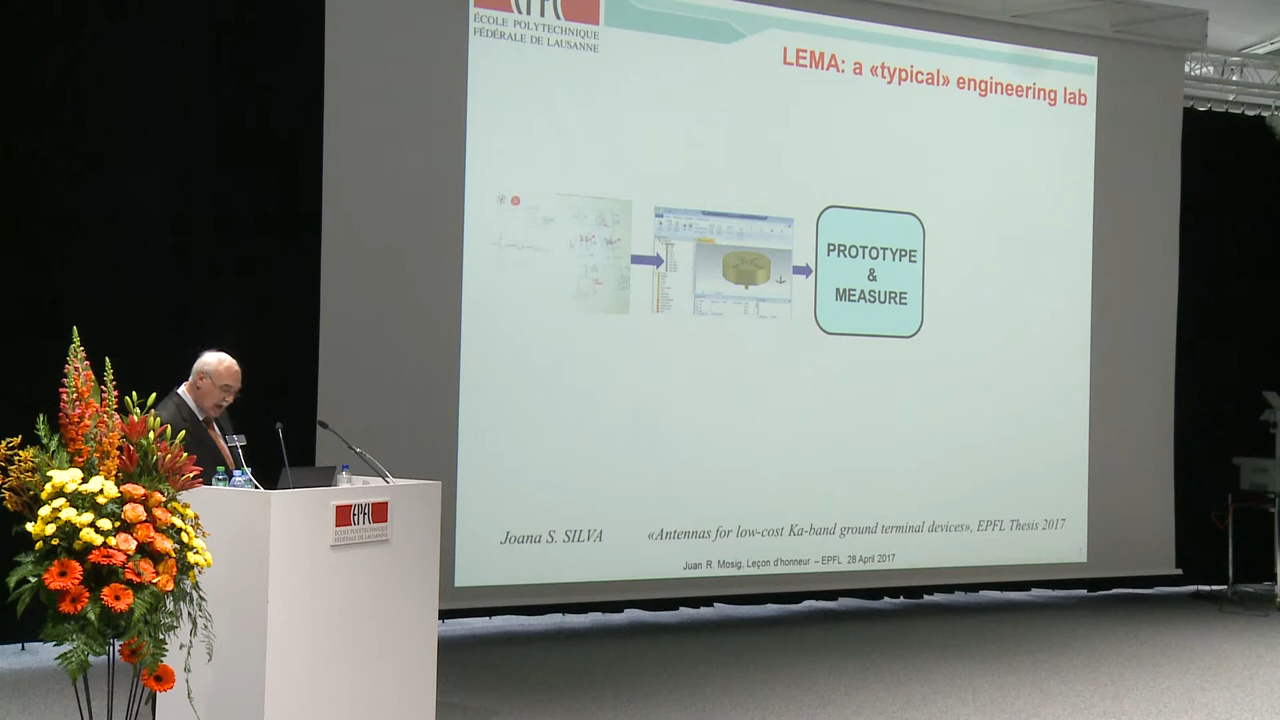 EPFL
ÉCOLE POLYTECHNIQUE
FÉDÉRALE DE LAUSANNE
LEMA: a «typical» engineering lab
PROTOTYPE
&
MEASURE
Joana S. SILVA
«Antennas for low-cost Ka-band ground terminal devices», EPFL Thesis 2017
Juan R. Mosig, Leçon d'honneur – EPFL 28 April 2017
EPFL
ÉCOLE POLYTECHNIQUE
FÉDÉRALE DE LAUSANNE